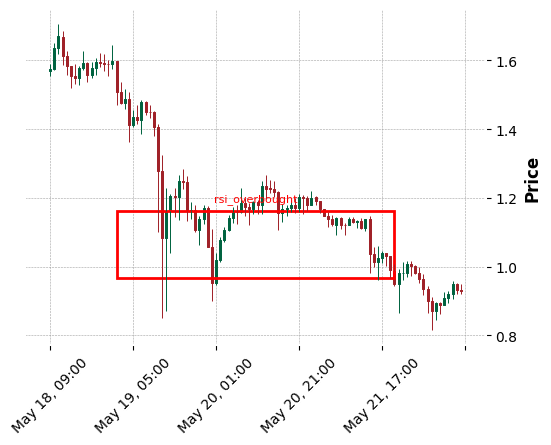 1.6
1.4
1.2
1.0
0.8
Price
rsi_overbought
May 18, 09:00
May 19, 05:00
May 20, 01:00
May 20, 21:00
May 21, 17:00